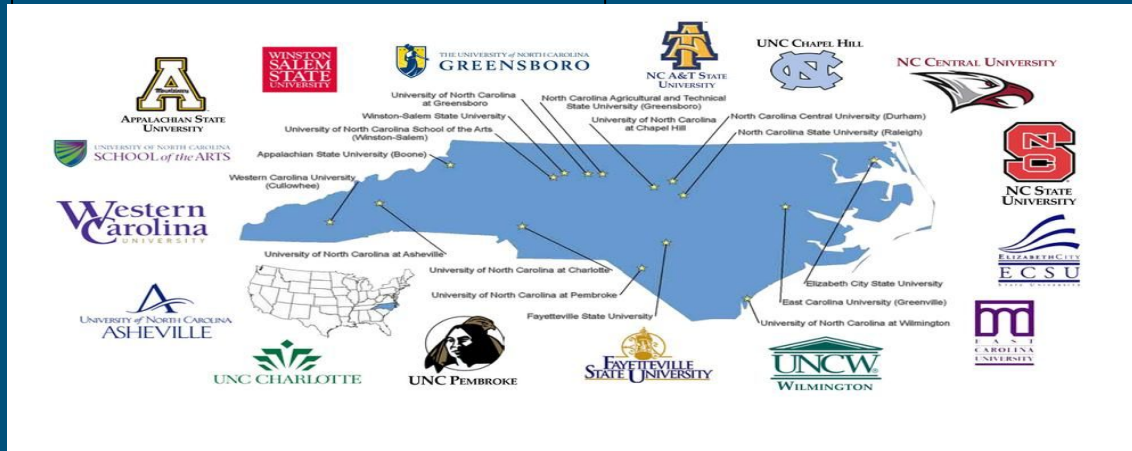 WINSTON
SALEM
STATE
UNIVERSITY
THE UNIVERSITY of NORTH CAROLINA
GREENSBORO
NC A&T STATE
UNIVERSITY
UNC CHAPEL HILL
NC CENTRAL UNIVERSITY
APPALACHIAN STATE
UNIVERSITY
University of North Carolina
at Greensboro
North Carolina Agricultural and Technical
State University (Greensboro)
Winston-Salem State University
University of North Carolina
at Chapel Hill
North Carolina Central University (Durham)
University of North Carolina School of the Arts
(Winston-Salem)
North Carolina State University (Raleigh)
UNIVERSITY OF NORTH CAROLINA
SCHOOL of the ARTS
Appalachian State University (Boone)
Western Carolina University
(Cullowhee)
NC STATE
UNIVERSITY
Western
Carolina
UNIVERSITY
University of North Carolina at Asheville
University of North Carolina at Charlotte
Elizabeth City State University
ELIZABETH CITY
ECSU
State University
University of North Carolina at Pembroke
East Carolina University (Greenville)
Fayetteville State University
University of North Carolina at Wilmington
UNIVERSITY of NORTH CAROLINA
ASHEVILLE
EAST
CAROLINA
UNIVERSITY
UNC CHARLOTTE
UNC PEMBROKE
FAYETTEVILLE
STATE UNIVERSITY
UNCW
WILMINGTON